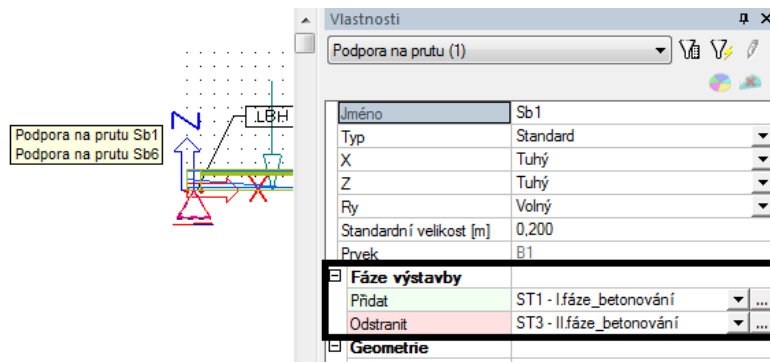 Vlastnosti
Podpora na prutu (1)
Jméno Sb1
Typ Standard
X Tuhý
Z Tuhý
Ry Volný
Standardní velikost [m] 0,200
Prvek B1
Fáze výstavby
Přidat ST1 - I.fáze_betonování ...
Odstranit ST3 - II.fáze_betonování ...
Geometrie
Podpora na prutu Sb1
Podpora na prutu Sb6
Z
LBH
X